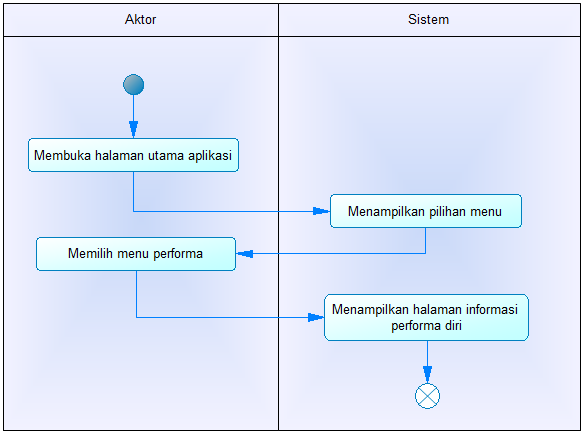 Aktor
Sistem
Membuka halaman utama aplikasi
Menampilkan pilihan menu
Memilih menu performa
Menampilkan halaman informasi
performa diri